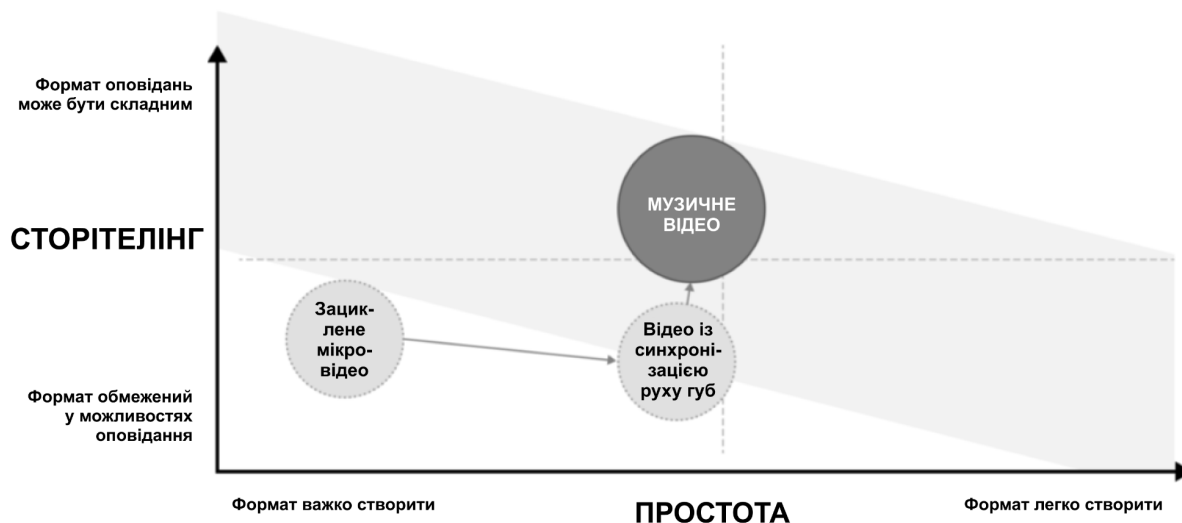 Формат оповідань
може бути складним
МУЗИЧНЕ
ВІДЕО
СТОРІТЕЛІНГ
Зацик-
лене
мікро-
відео
Відео із
синхроні-
зацією
руху губ
Формат обмежений
у можливостях
оповідання
Формат важко створити
ПРОСТОТА
Формат легко створити